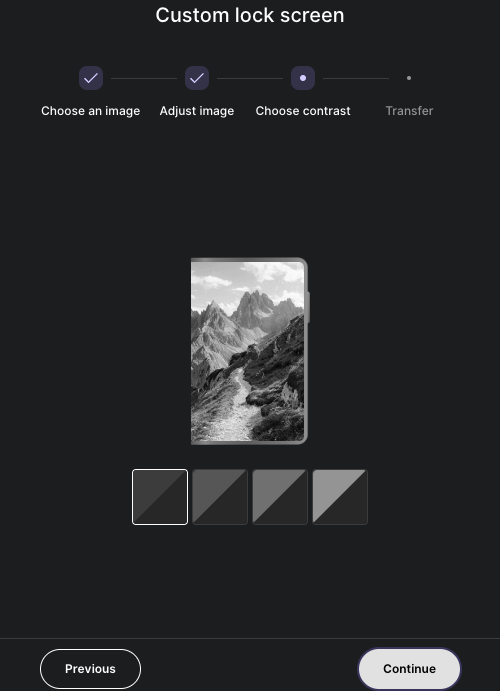 Custom lock screen
Choose an image
Adjust image
Choose contrast
Transfer
Previous
Continue